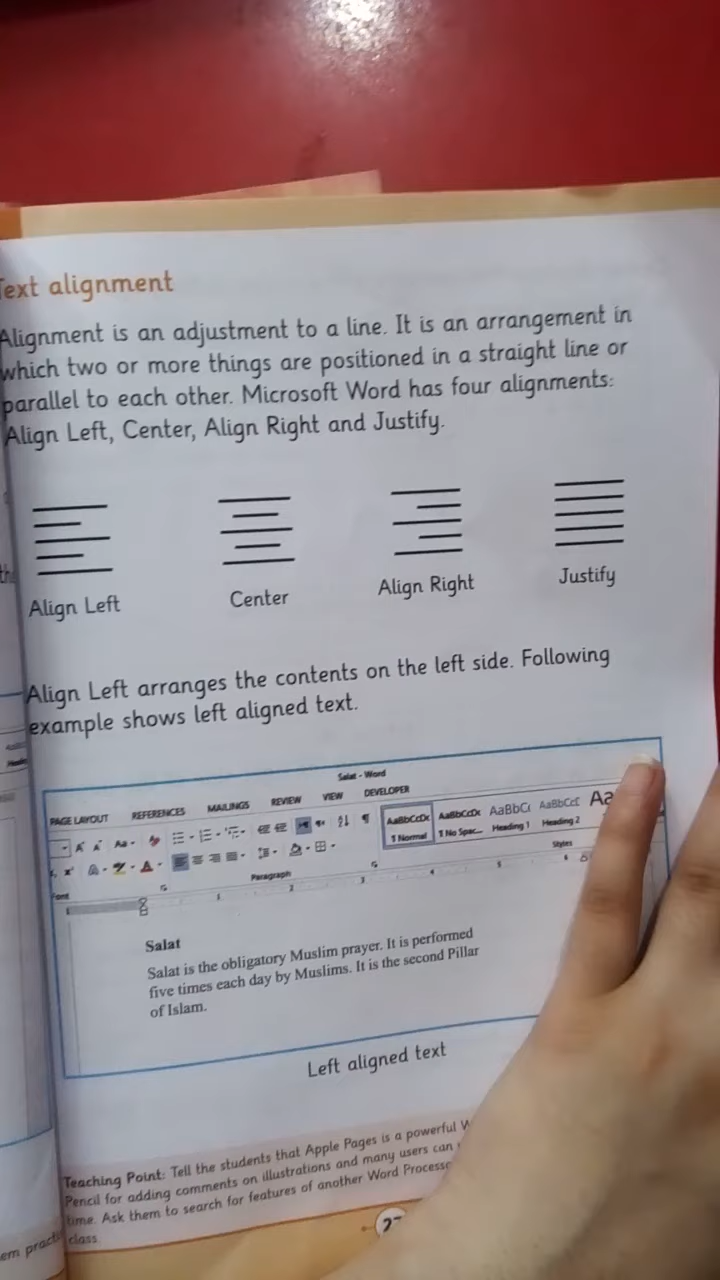 Text alignment
Alignment is an adjustment to a line. It is an arrangement in
which two or more things are positioned in a straight line or
parallel to each other. Microsoft Word has four alignments:
Align Left, Center, Align Right and Justify.
Align Left
Center
Align Right
Justify
Align Left arranges the contents on the left side. Following
example shows left aligned text.
Salat - Word
PAGE LAYOUT REFERENCES MAILINGS REVIEW VIEW DEVELOPER
AaBbCcDc AaBbCcDc AaBbC AaBbCcC Aa
¶ Normal ¶ No Spac... Heading 1 Heading 2
Font Paragraph Styles
1 1 2 3 4 5 6
Salat
Salat is the obligatory Muslim prayer. It is performed
five times each day by Muslims. It is the second Pillar
of Islam.
Left aligned text
Teaching Point: Tell the students that Apple Pages is a powerful
Pencil for adding comments on illustrations and many users can
time. Ask them to search for features of another Word
class
em